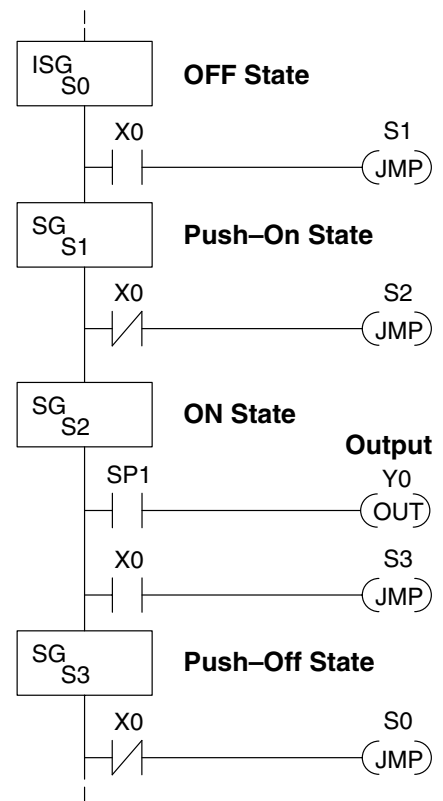 ISG
S0
OFF State
X0
S1
JMP
SG
S1
Push–On State
X0
S2
JMP
SG
S2
ON State
Output
SP1
Y0
OUT
X0
S3
JMP
SG
S3
Push–Off State
X0
S0
JMP